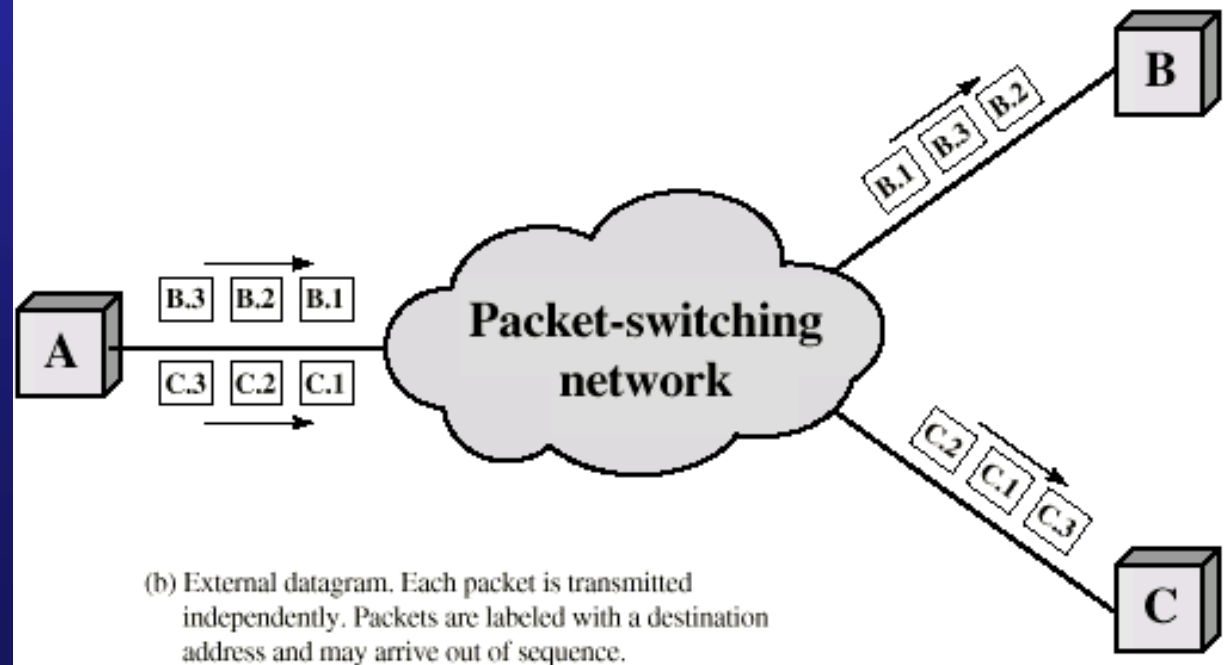 B
B.1 B.3 B.2
B.3 B.2 B.1
A
Packet-switching
network
C.3 C.2 C.1
C.2 C.1 C.3
(b) External datagram. Each packet is transmitted
independently. Packets are labeled with a destination
address and may arrive out of sequence.
C